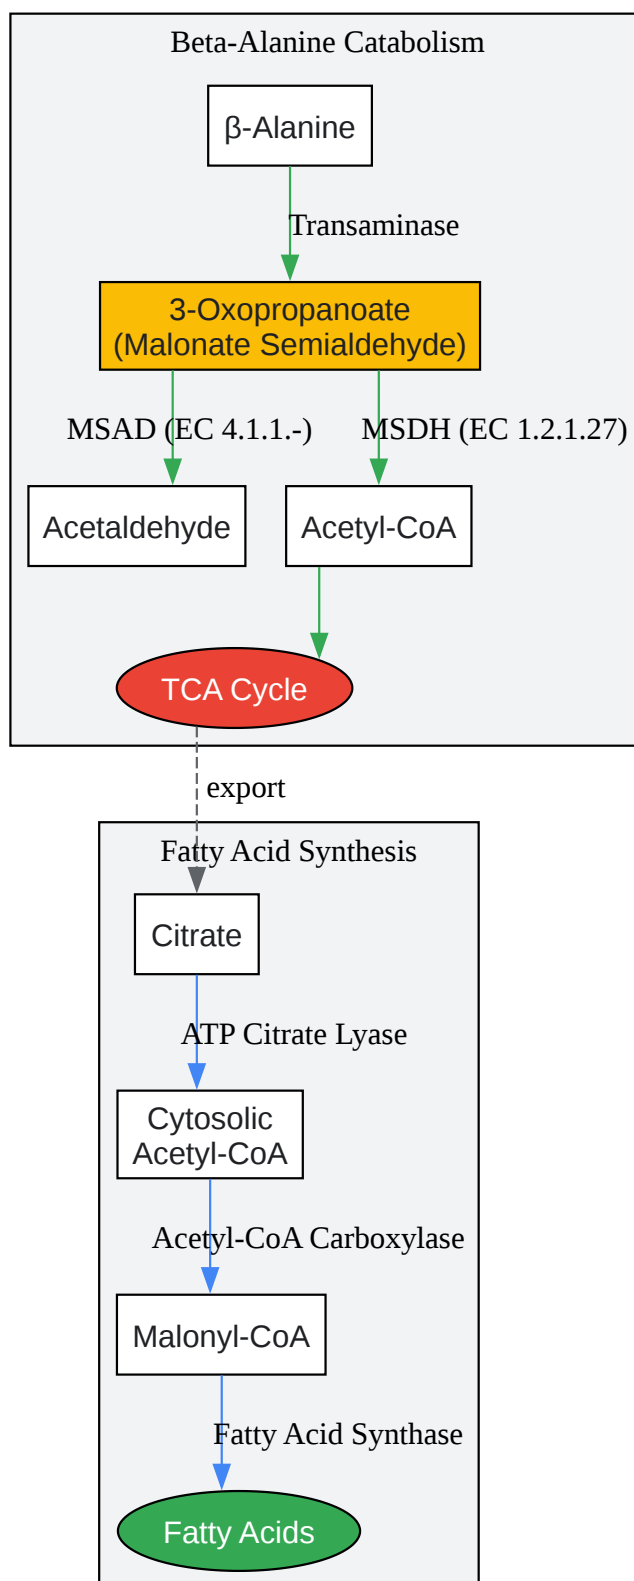 Beta-Alanine Catabolism
β-Alanine
Transaminase
3-Oxopropanoate
(Malonate Semialdehyde)
MSAD (EC 4.1.1.-)
MSDH (EC 1.2.1.27)
Acetaldehyde
Acetyl-CoA
TCA Cycle
export
Fatty Acid Synthesis
Citrate
ATP Citrate Lyase
Cytosolic
Acetyl-CoA
Acetyl-CoA Carboxylase
Malonyl-CoA
Fatty Acid Synthase
Fatty Acids